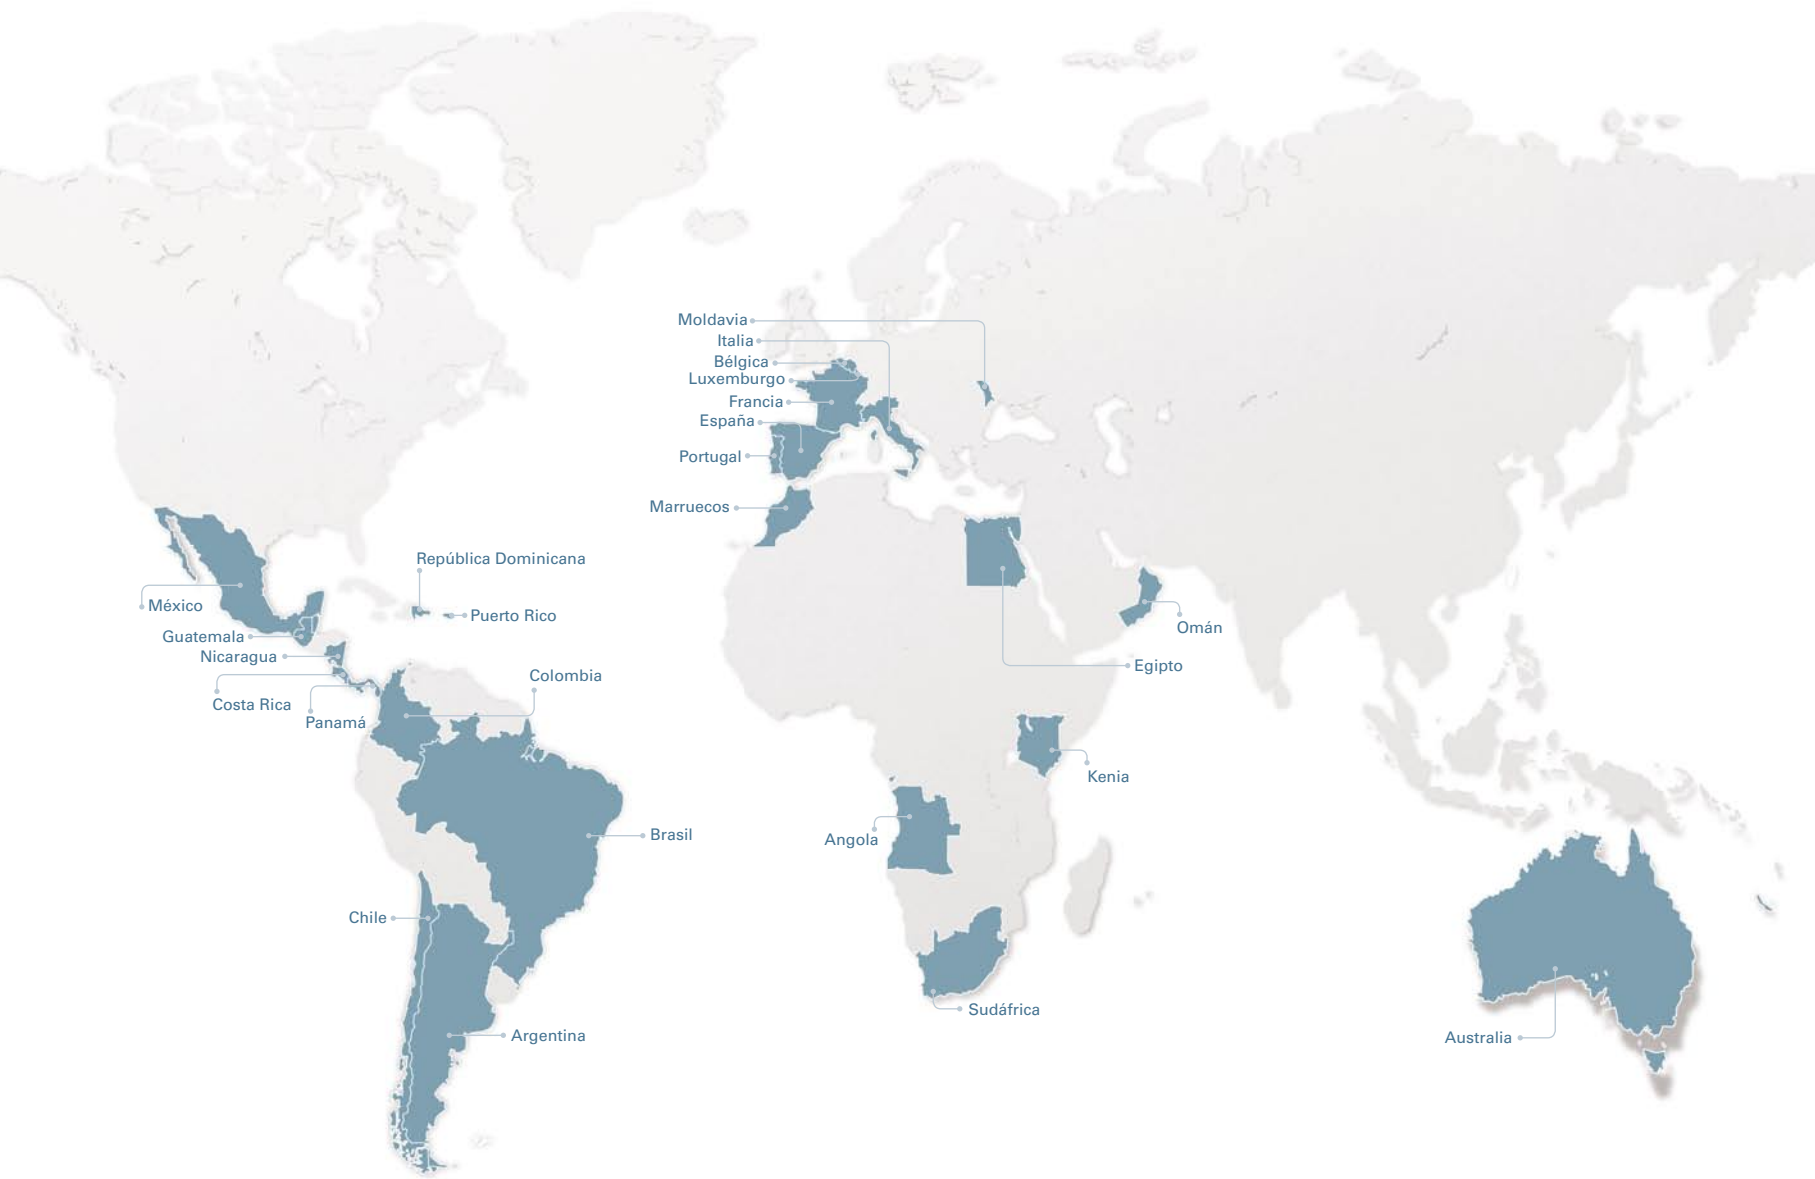 Moldavia
Italia
Bélgica
Luxemburgo
Francia
España
Portugal
Marruecos
República Dominicana
México
Puerto Rico
Guatemala
Nicaragua
Colombia
Costa Rica
Panamá
Omán
Egipto
Kenia
Brasil
Angola
Chile
Sudáfrica
Argentina
Australia